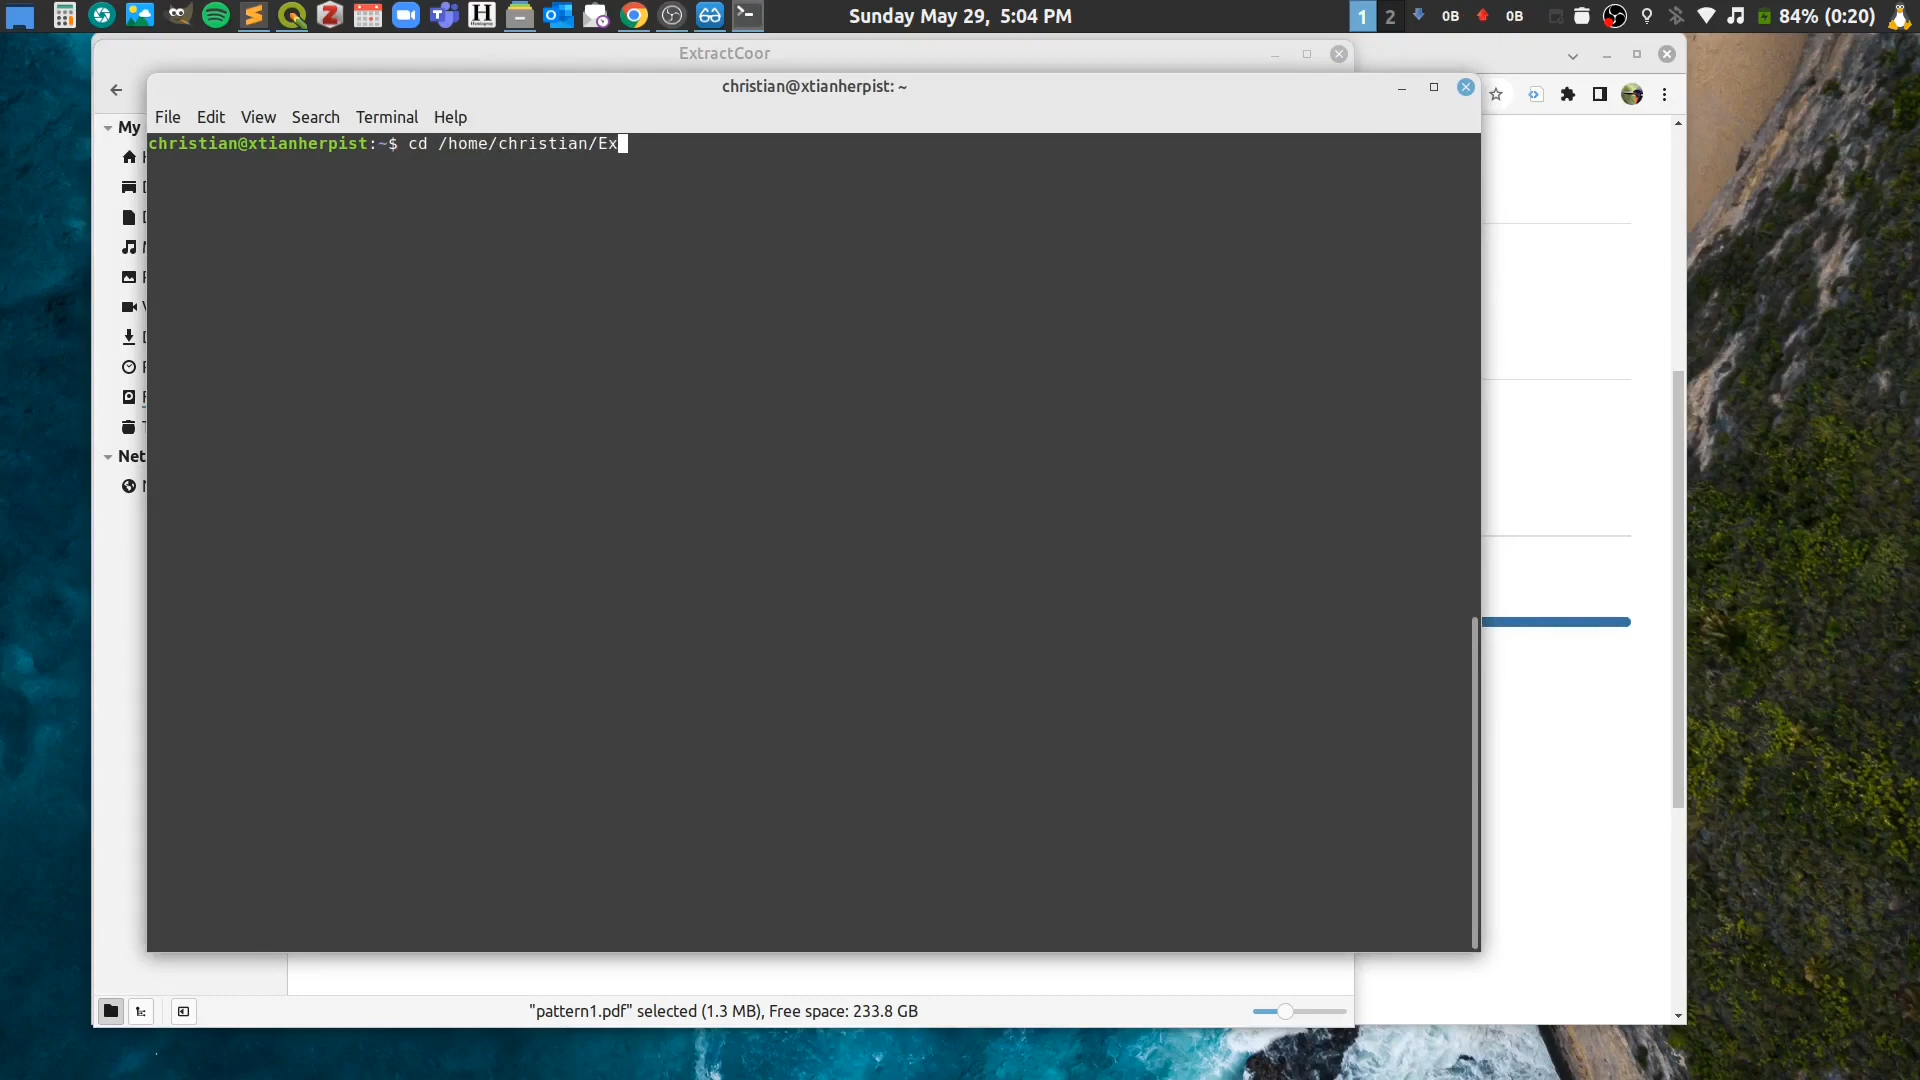 Sunday May 29, 5:04 PM
1
2
0B
0B
84% (0:20)
ExtractCoor
christian@xtianherpist: ~
File Edit View Search Terminal Help
christian@xtianherpist:~$ cd /home/christian/Ex
My
Net
"pattern1.pdf" selected (1.3 MB), Free space: 233.8 GB